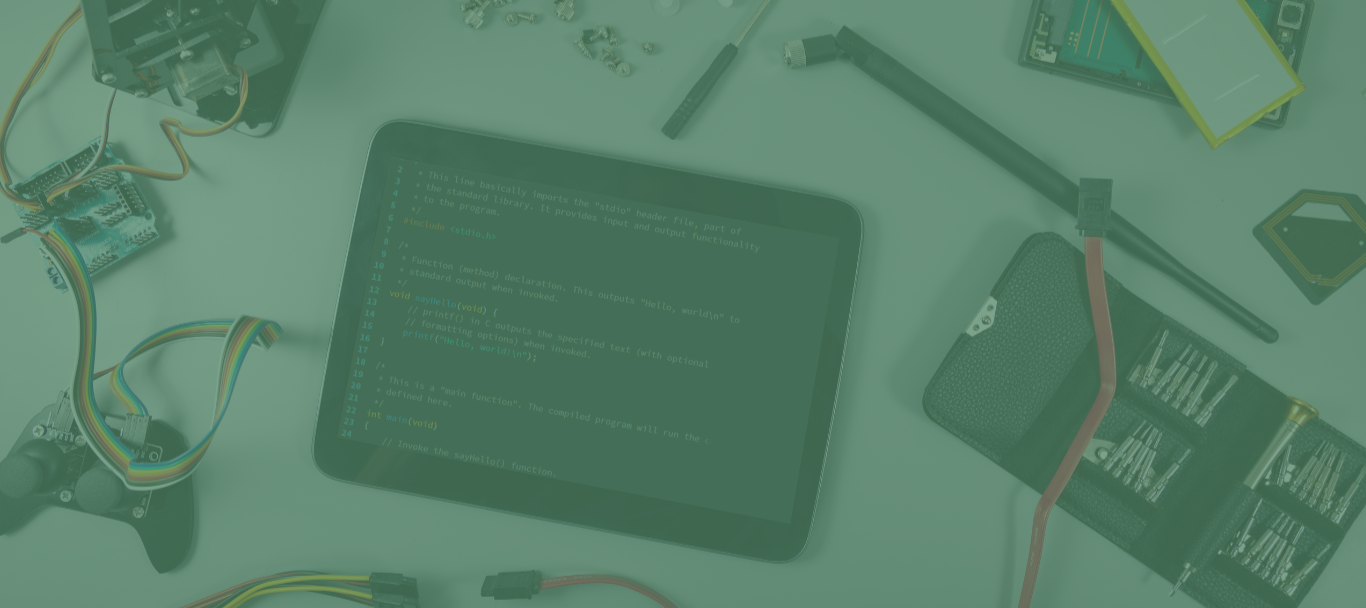 2 * This line basically imports the "stdio" header file, part of
3 * the standard library. It provides input and output functionality
4 * to the program.
5 */
6 #include <stdio.h>
7
8 /*
9 * Function (method) declaration. This outputs "Hello, world\n" to
10 * standard output when invoked.
11 */
12 void sayHello(void) {
13 // printf() in C outputs the specified text (with optional
14 // formatting options) when invoked.
15 printf("Hello, world!\n");
16 }
17
18 /*
19 * This is a "main function". The compiled program will run the c
20 * defined here.
21 */
22 int main(void)
23 {
24 // Invoke the sayHello() function.